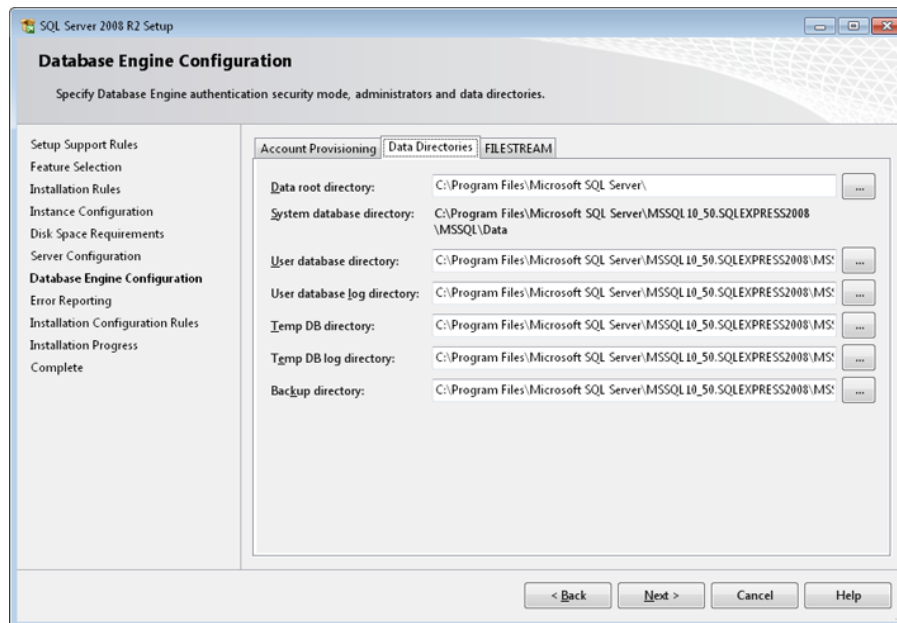 SQL Server 2008 R2 Setup
Database Engine Configuration
Specify Database Engine authentication security mode, administrators and data directories.
Setup Support Rules
Feature Selection
Installation Rules
Instance Configuration
Disk Space Requirements
Server Configuration
Database Engine Configuration
Error Reporting
Installation Configuration Rules
Installation Progress
Complete
Account Provisioning Data Directories FILESTREAM
Data root directory: C:\Program Files\Microsoft SQL Server\ ...
System database directory: C:\Program Files\Microsoft SQL Server\MSSQL10_50.SQLEXPRESS2008
\MSSQL\Data
User database directory: C:\Program Files\Microsoft SQL Server\MSSQL10_50.SQLEXPRESS2008\MS ...
User database log directory: C:\Program Files\Microsoft SQL Server\MSSQL10_50.SQLEXPRESS2008\MS ...
Temp DB directory: C:\Program Files\Microsoft SQL Server\MSSQL10_50.SQLEXPRESS2008\MS ...
Temp DB log directory: C:\Program Files\Microsoft SQL Server\MSSQL10_50.SQLEXPRESS2008\MS ...
Backup directory: C:\Program Files\Microsoft SQL Server\MSSQL10_50.SQLEXPRESS2008\MS ...
< Back Next > Cancel Help